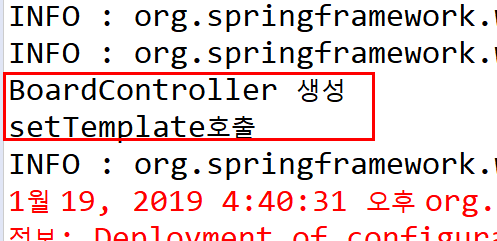 INFO : org.springframework.w
INFO : org.springframework.w
BoardController 생성
setTemplate호출
INFO : org.springframework.w
1월 19, 2019 4:40:31 오후 org.
정보: Deployment of configura